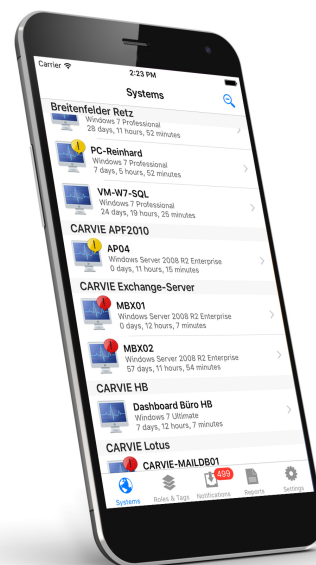 Carrier
2:23 PM
Systems
Breitenfelder Retz
Windows 7 Professional
28 days, 11 hours, 52 minutes
PC-Reinhard
Windows 7 Professional
7 days, 5 hours, 52 minutes
VM-W7-SQL
Windows 7 Professional
24 days, 19 hours, 25 minutes
CARVIE APF2010
AP04
Windows Server 2008 R2 Enterprise
0 days, 11 hours, 15 minutes
CARVIE Exchange-Server
MBX01
Windows Server 2008 R2 Enterprise
0 days, 12 hours, 7 minutes
MBX02
Windows Server 2008 R2 Enterprise
57 days, 11 hours, 54 minutes
CARVIE HB
Dashboard Büro HB
Windows 7 Ultimate
7 days, 12 hours, 7 minutes
CARVIE Lotus
CARVIE-MAILDB01
499
Systems Roles & Tags Notifications Reports Settings